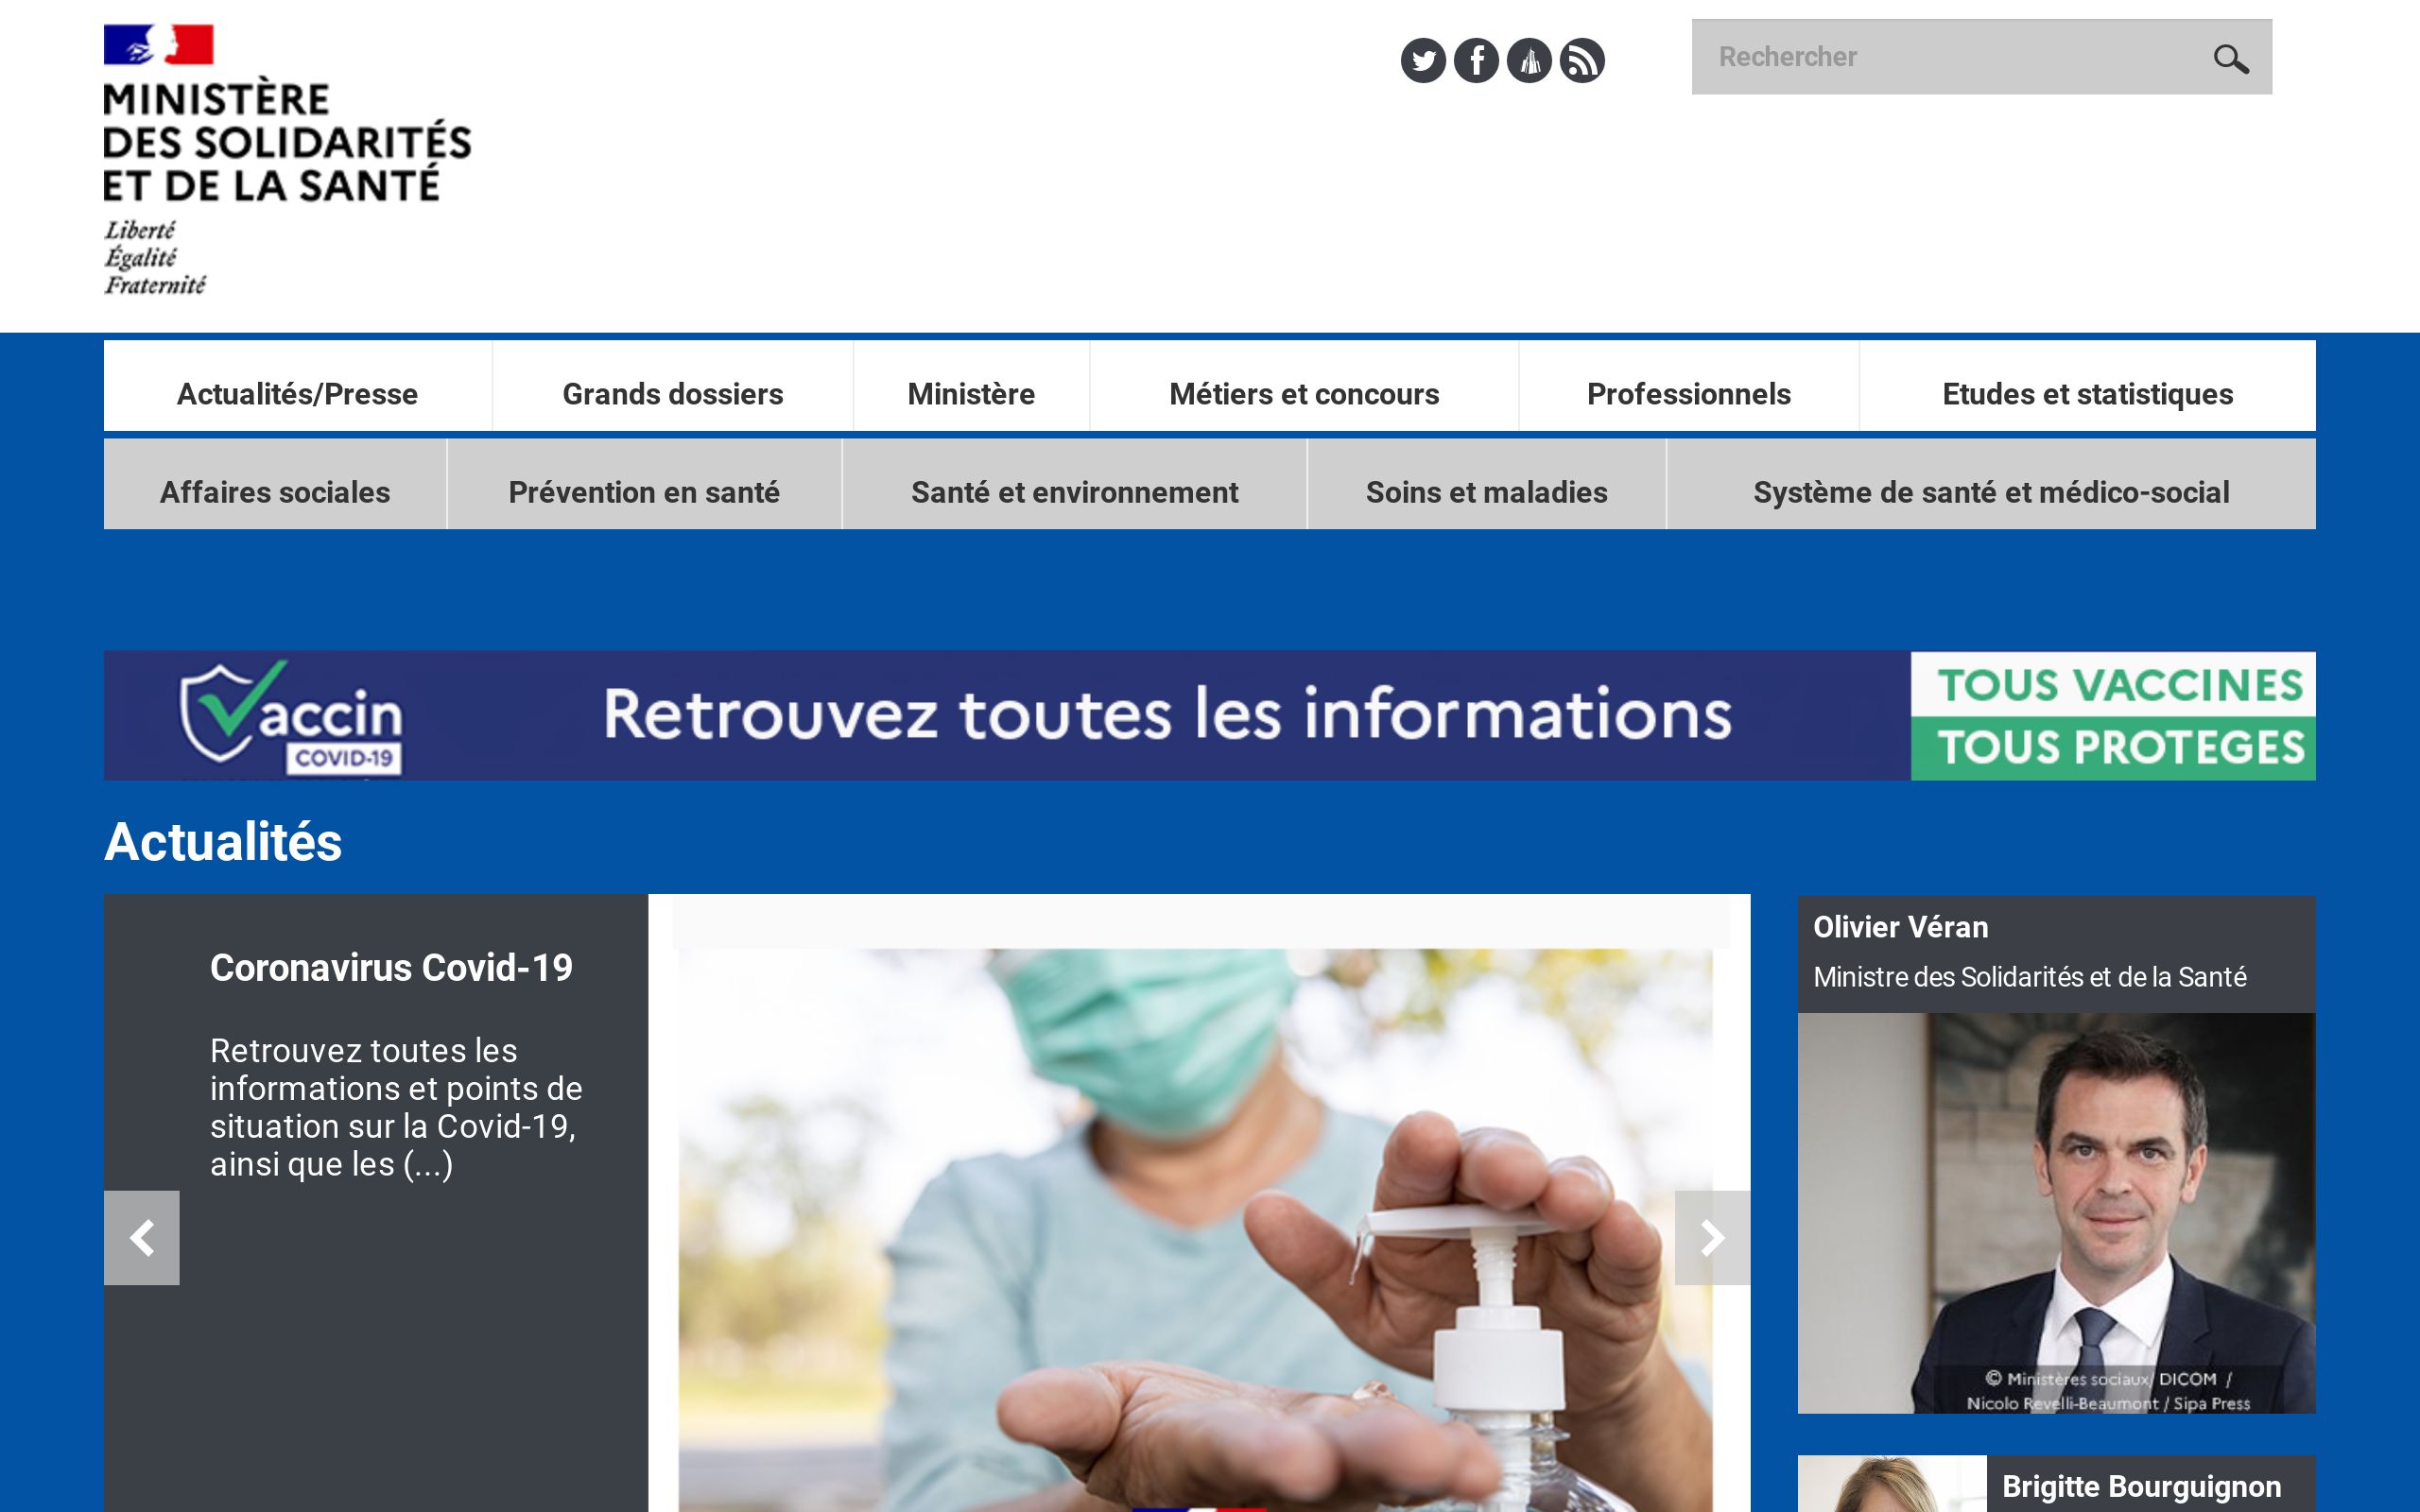 MINISTÈRE
DES SOLIDARITÉS
ET DE LA SANTÉ
Liberté
Égalité
Fraternité
Rechercher
Actualités/Presse
Grands dossiers
Ministère
Métiers et concours
Professionnels
Etudes et statistiques
Affaires sociales
Prévention en santé
Santé et environnement
Soins et maladies
Système de santé et médico-social
Vaccin
COVID-19
Retrouvez toutes les informations
TOUS VACCINES
TOUS PROTEGES
Actualités
Coronavirus Covid-19
Retrouvez toutes les
informations et points de
situation sur la Covid-19,
ainsi que les (...)
Olivier Véran
Ministre des Solidarités et de la Santé
© Ministères sociaux/ DICOM /
Nicolo Revelli-Beaumont / Sipa Press
Brigitte Bourguignon